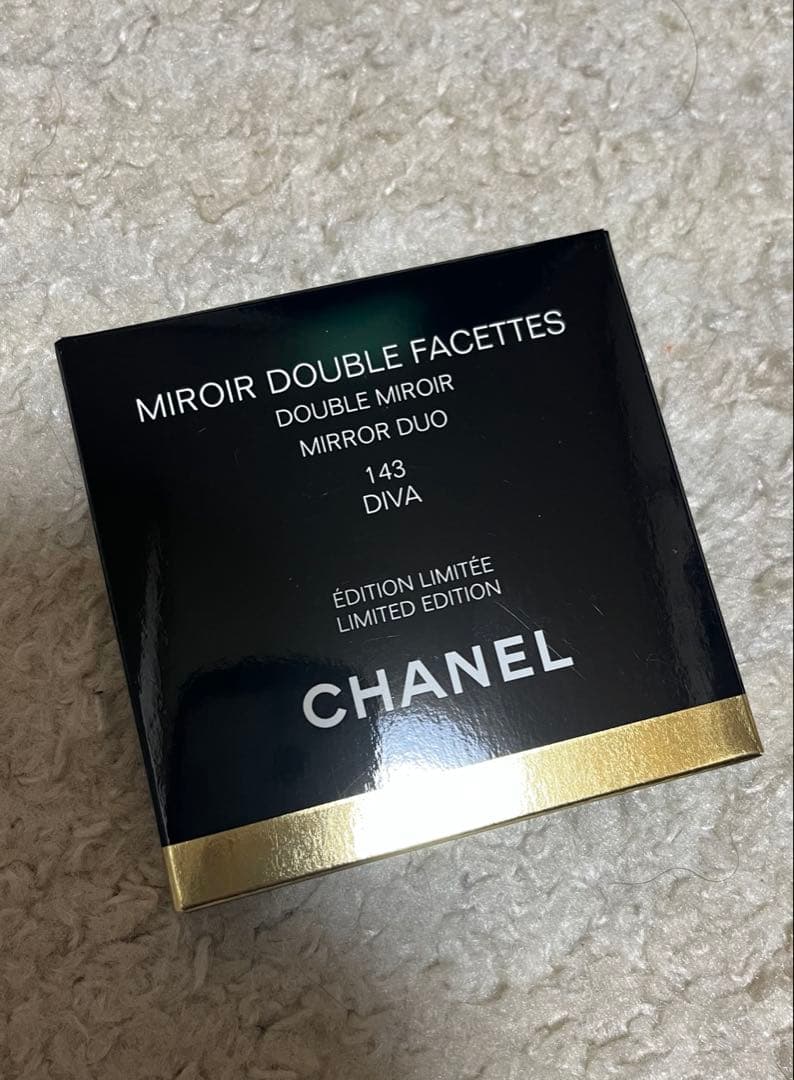 MIROIR DOUBLE FACETTES
DOUBLE MIROIR
MIRROR DUO
143
DIVA
ÉDITION LIMITÉE
LIMITED EDITION
CHANEL